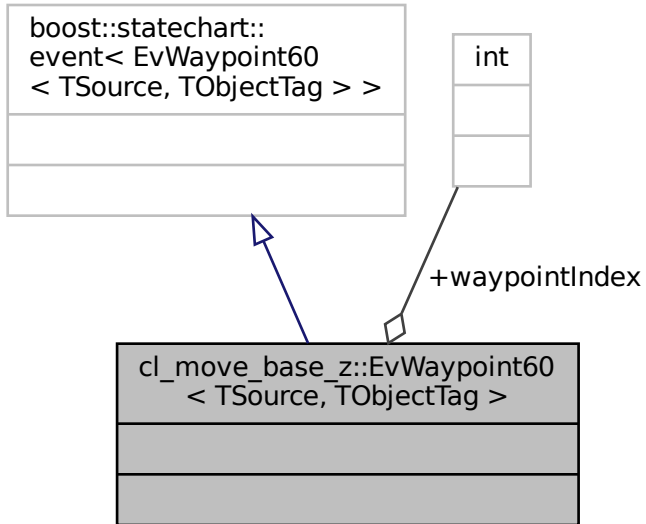 boost::statechart::
event< EvWaypoint60
< TSource, TObjectTag > >
int
+waypointIndex
cl_move_base_z::EvWaypoint60
< TSource, TObjectTag >